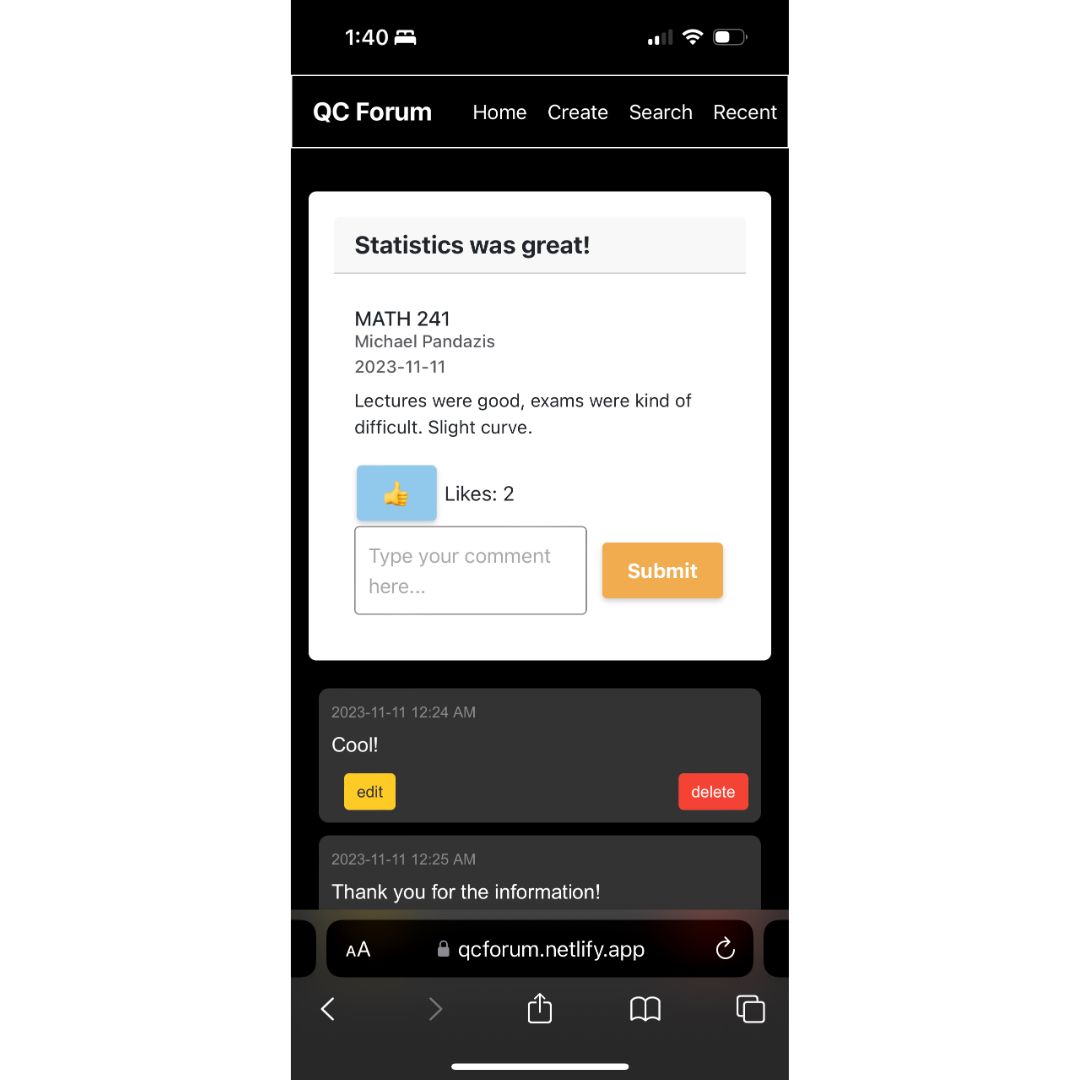 1:40
QC Forum Home Create Search Recent
Statistics was great!
MATH 241
Michael Pandazis
2023-11-11
Lectures were good, exams were kind of
difficult. Slight curve.
Likes: 2
Type your comment
here...
Submit
2023-11-11 12:24 AM
Cool!
edit delete
2023-11-11 12:25 AM
Thank you for the information!
AA qcforum.netlify.app